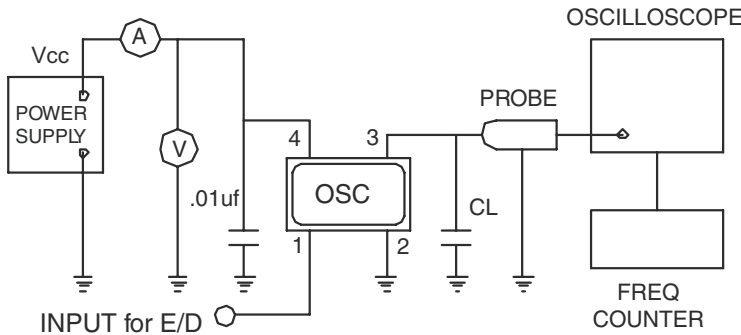 OSCILLOSCOPE
A
Vcc
POWER
SUPPLY
V
PROBE
4
3
.01uf
OSC
CL
1
2
INPUT for E/D
FREQ
COUNTER